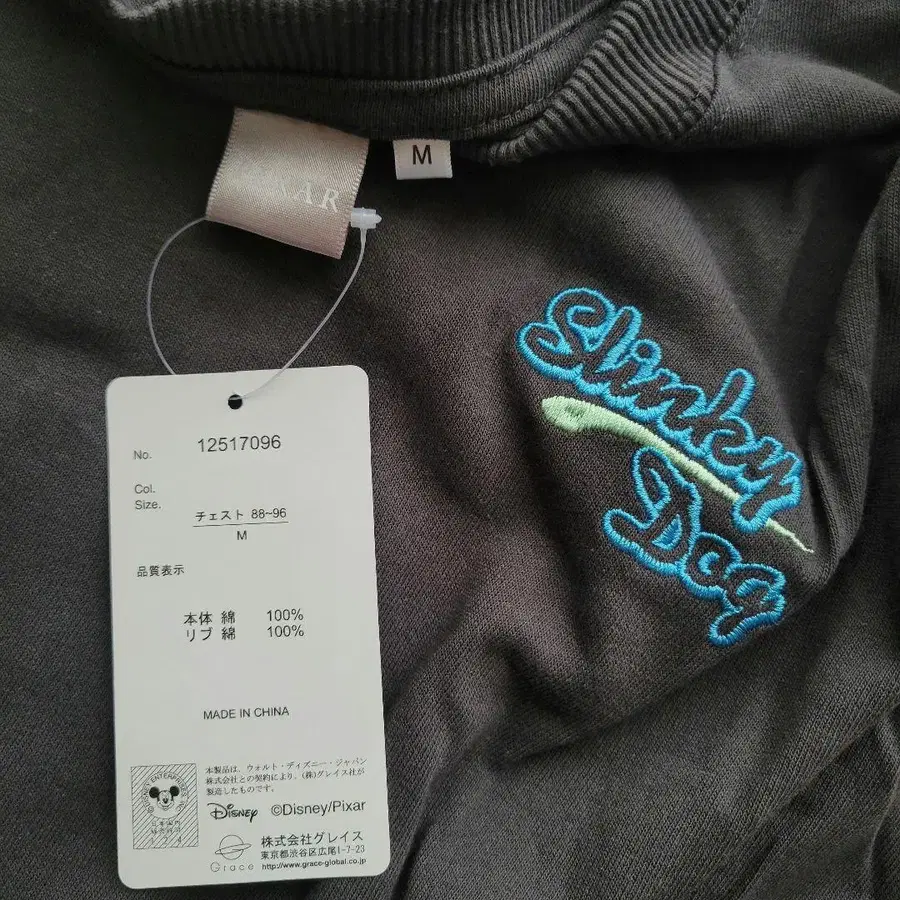 M
Slinky
Dog
No. 12517096
Col.
Size.
チェスト 88~96
M
品質表示
本体 綿 100%
リブ 綿 100%
MADE IN CHINA
本製品は、ウォルト・ディズニー・ジャパン
株式会社との契約により、(株)グレイス社が
製造したものです。
Disney ©Disney/Pixar
Grace
株式会社グレイス
東京都渋谷区広尾1-7-23
http://www.grace-global.co.jp